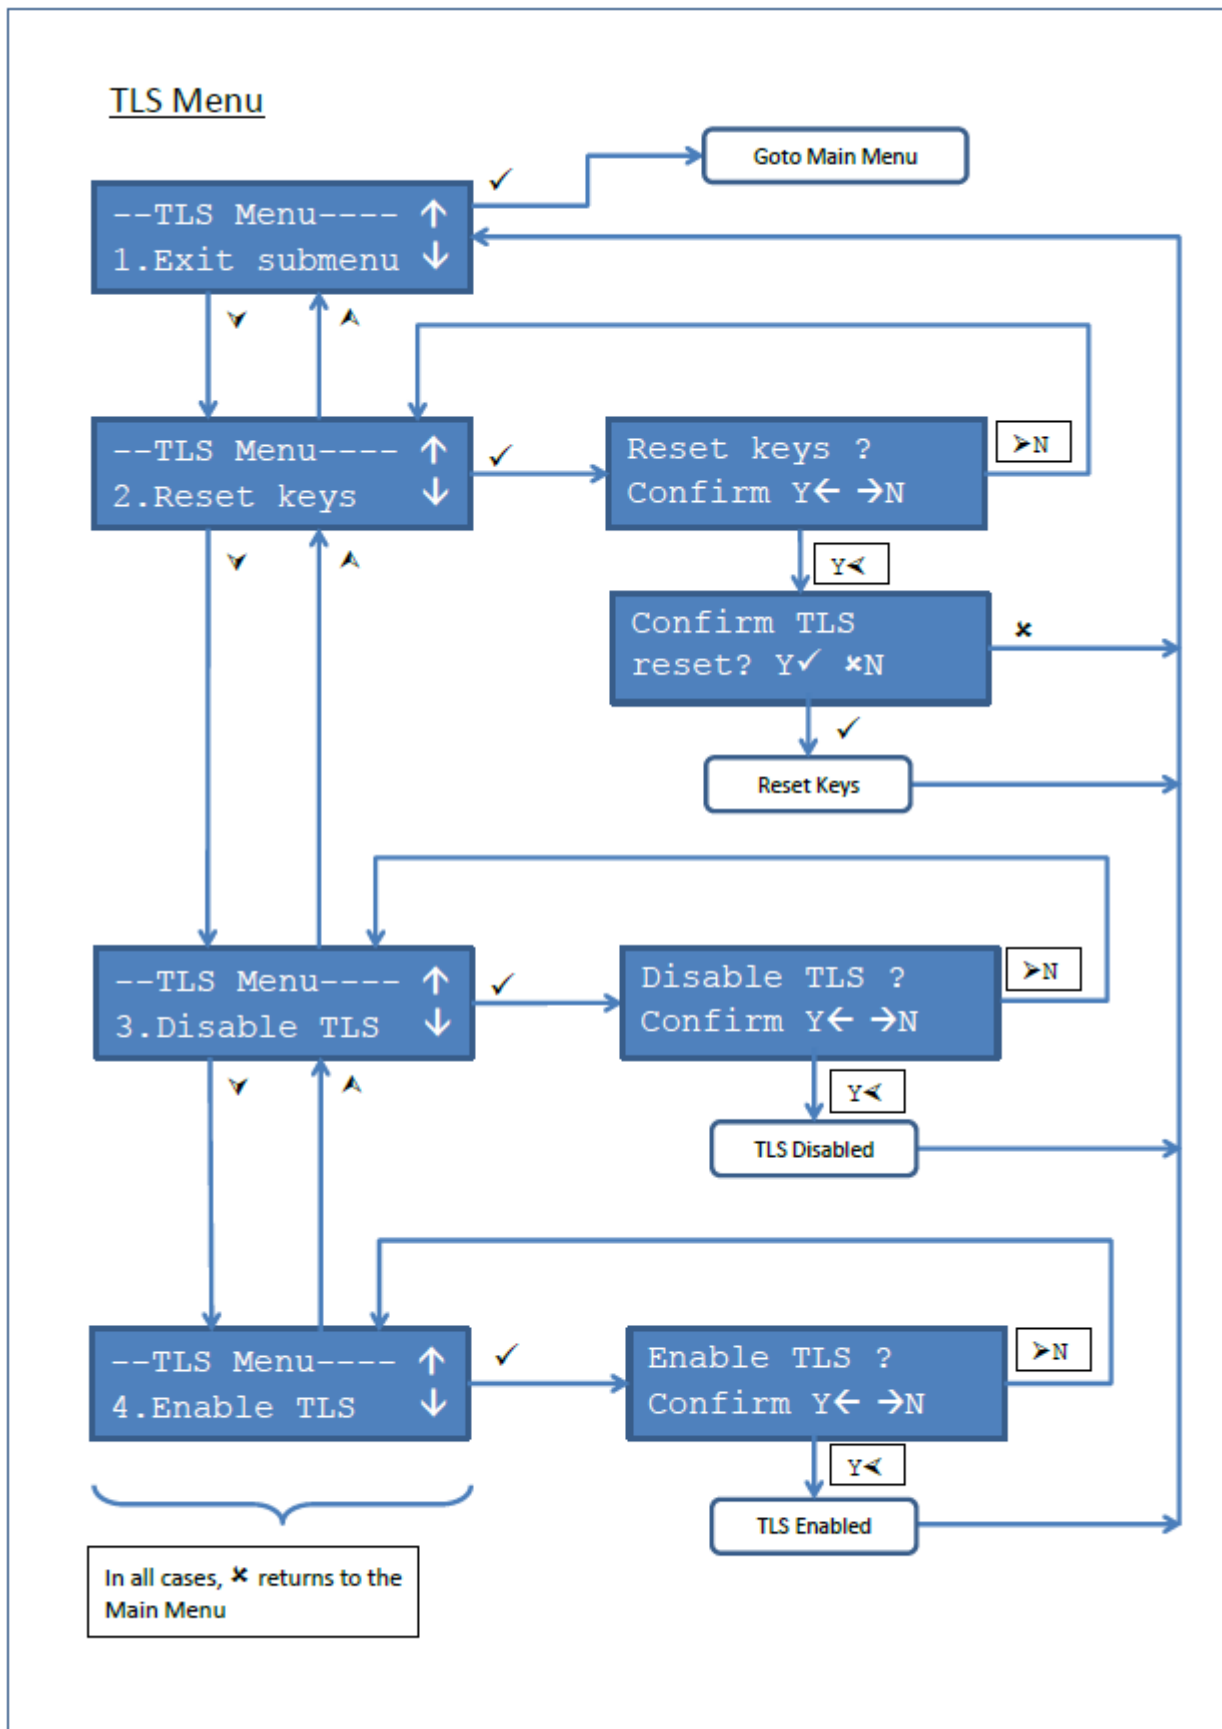 TLS Menu
Goto Main Menu
✓
--TLS Menu---- ↑
1.Exit submenu ↓
⮟ ⮝
--TLS Menu---- ↑
2.Reset keys ↓
✓
Reset keys ?
Confirm Y← →N
➢N
⮟ ⮝
Y⮜
Confirm TLS
reset? Y✓ ×N
×
✓
Reset Keys
--TLS Menu---- ↑
3.Disable TLS ↓
✓
Disable TLS ?
Confirm Y← →N
➢N
⮟ ⮝
Y⮜
TLS Disabled
--TLS Menu---- ↑
4.Enable TLS ↓
✓
Enable TLS ?
Confirm Y← →N
➢N
Y⮜
TLS Enabled
In all cases, × returns to the
Main Menu